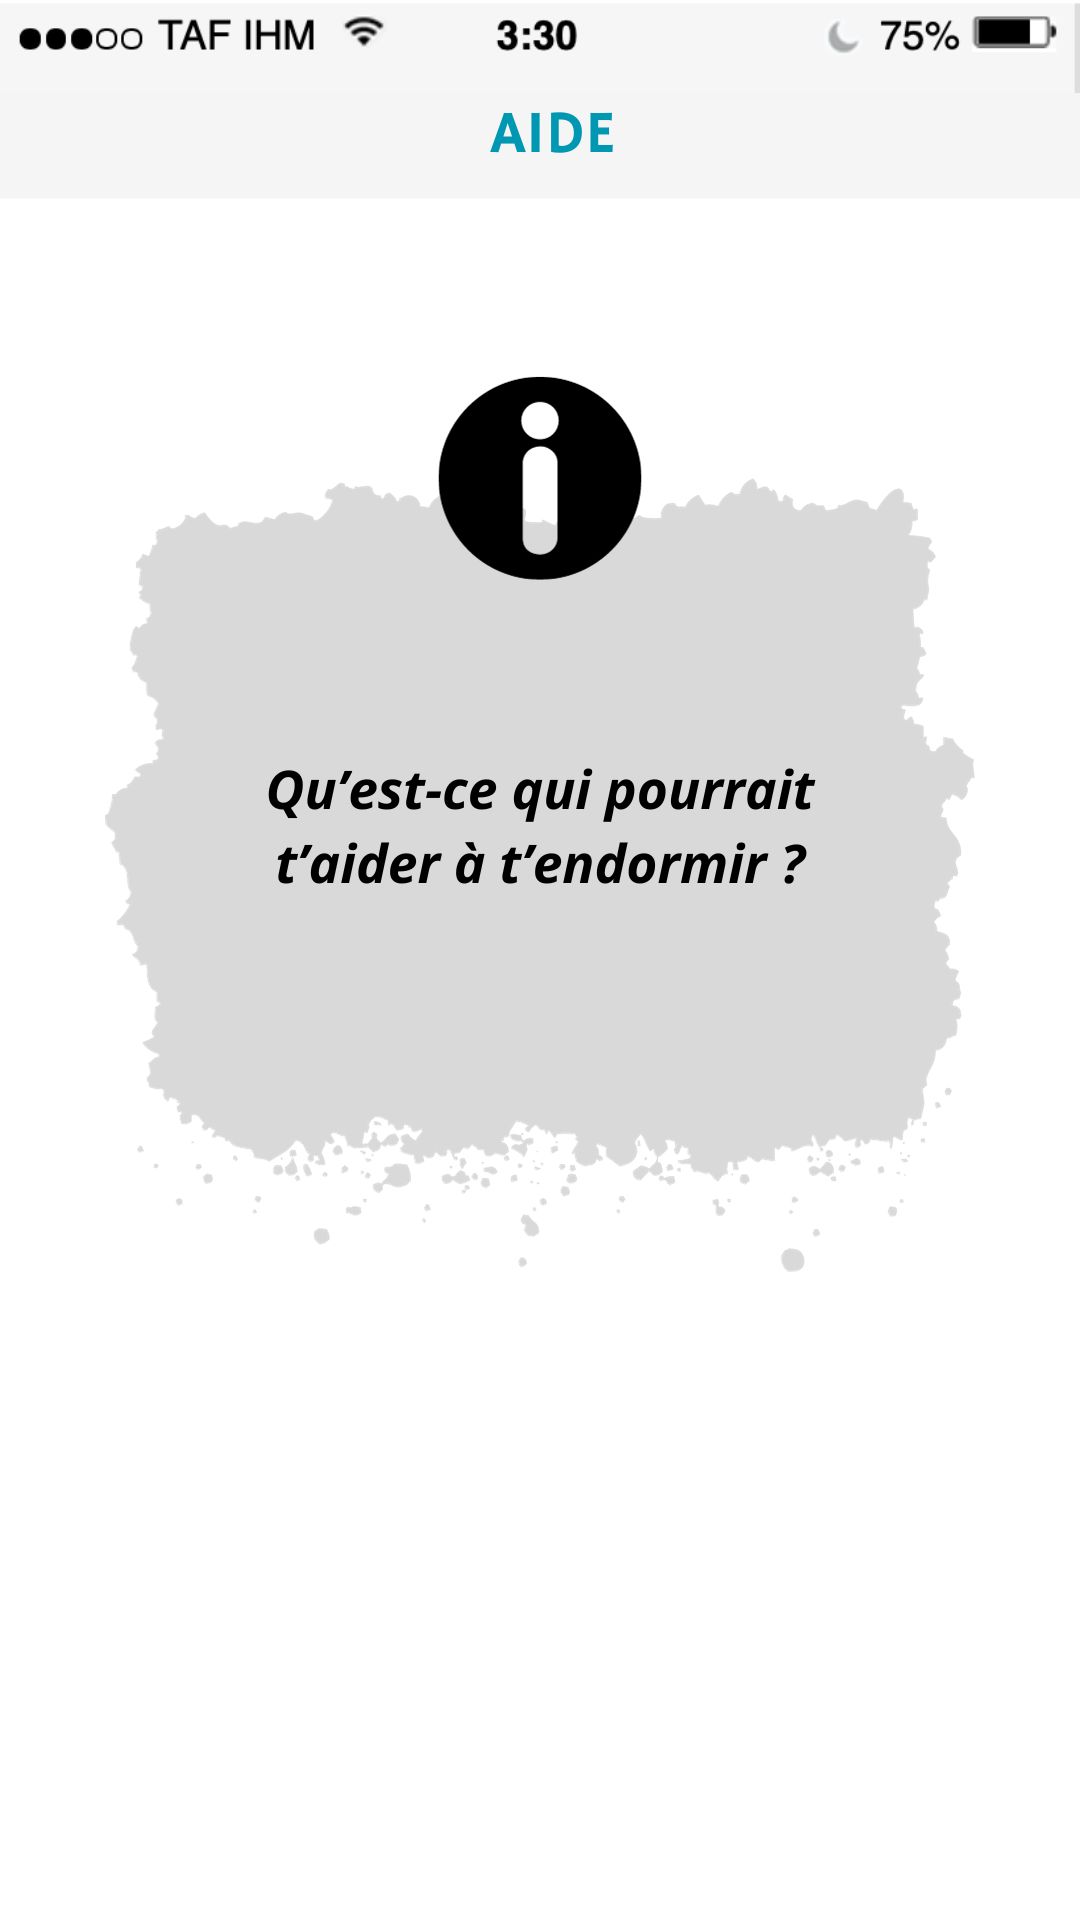 TAF IHM 3:30 75%
AIDE
Qu’est-ce qui pourrait
t’aider à t’endormir ?